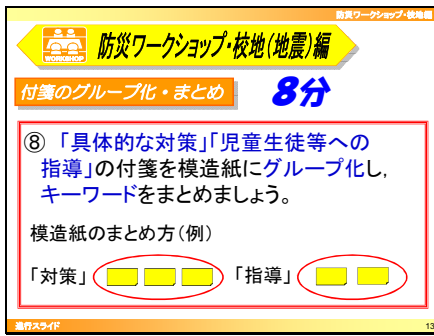 防災ワークショップ・校地編
WORKSHOP
防災ワークショップ・校地(地震)編
付箋のグループ化・まとめ
8分
⑧ 「具体的な対策」「児童生徒等への
指導」の付箋を模造紙にグループ化し,
キーワードをまとめましょう。
模造紙のまとめ方(例)
「対策」
「指導」
進行スライド
13